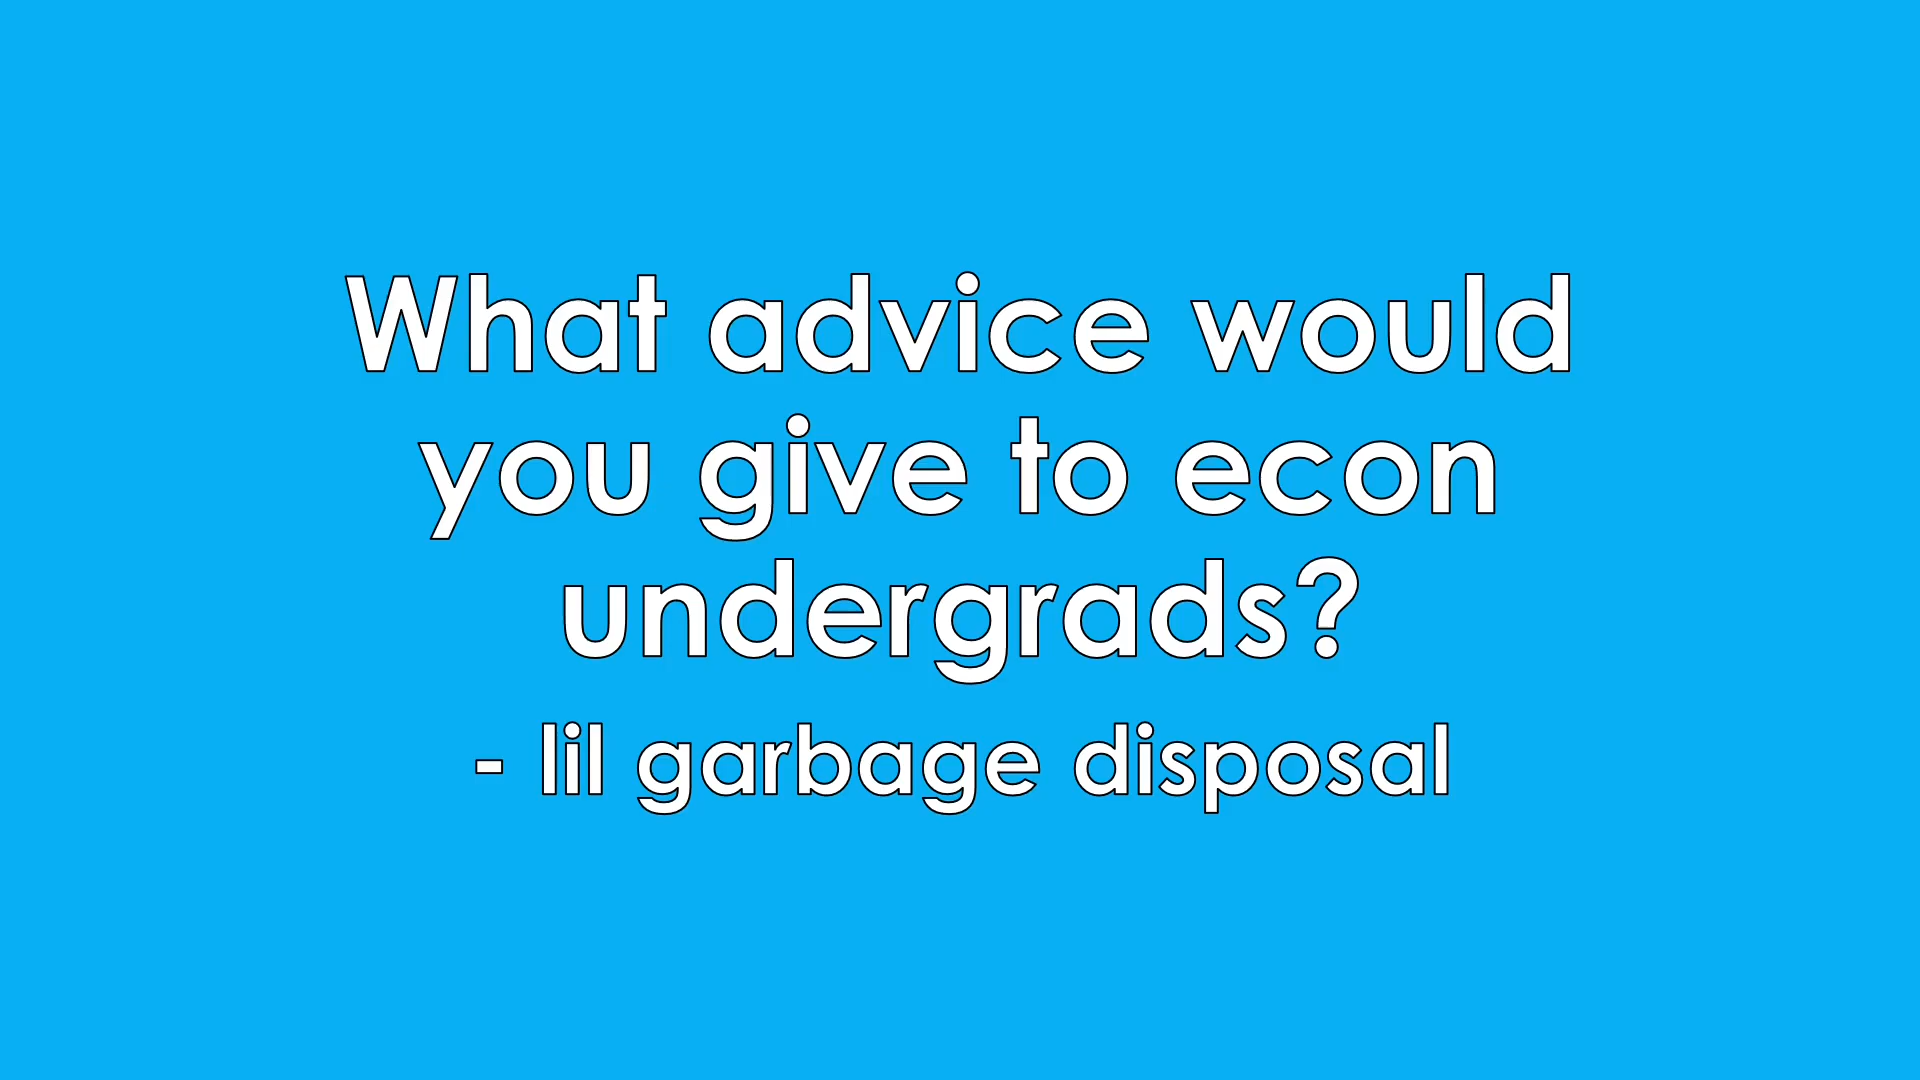 What advice would
you give to econ
undergrads?
- lil garbage disposal